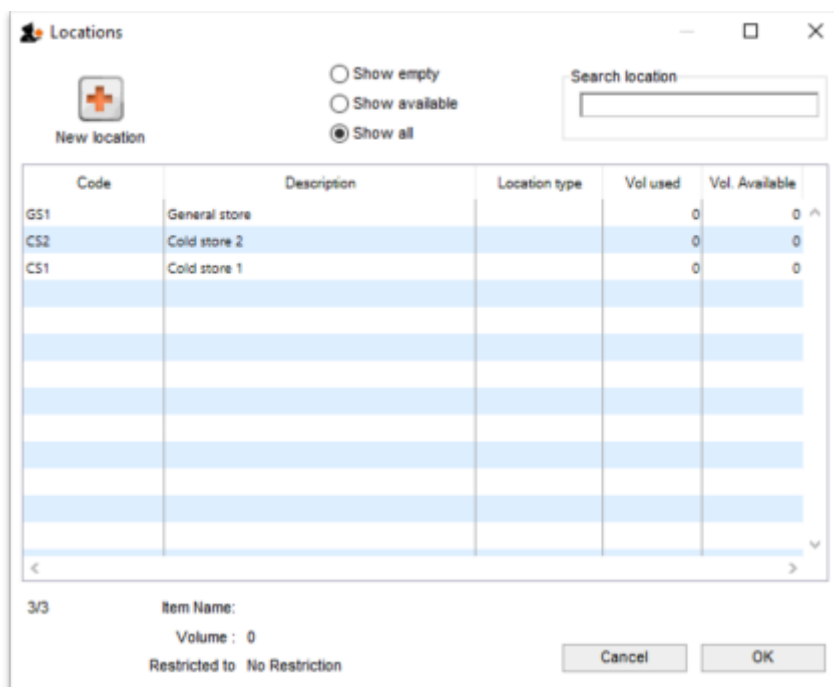 Locations
Show empty
Show available
Show all
Search location
New location
Code Description Location type Vol used Vol. Available
GS1 General store 0 0
CS2 Cold store 2 0 0
CS1 Cold store 1 0 0
3/3 Item Name:
Volume : 0
Restricted to No Restriction
Cancel OK